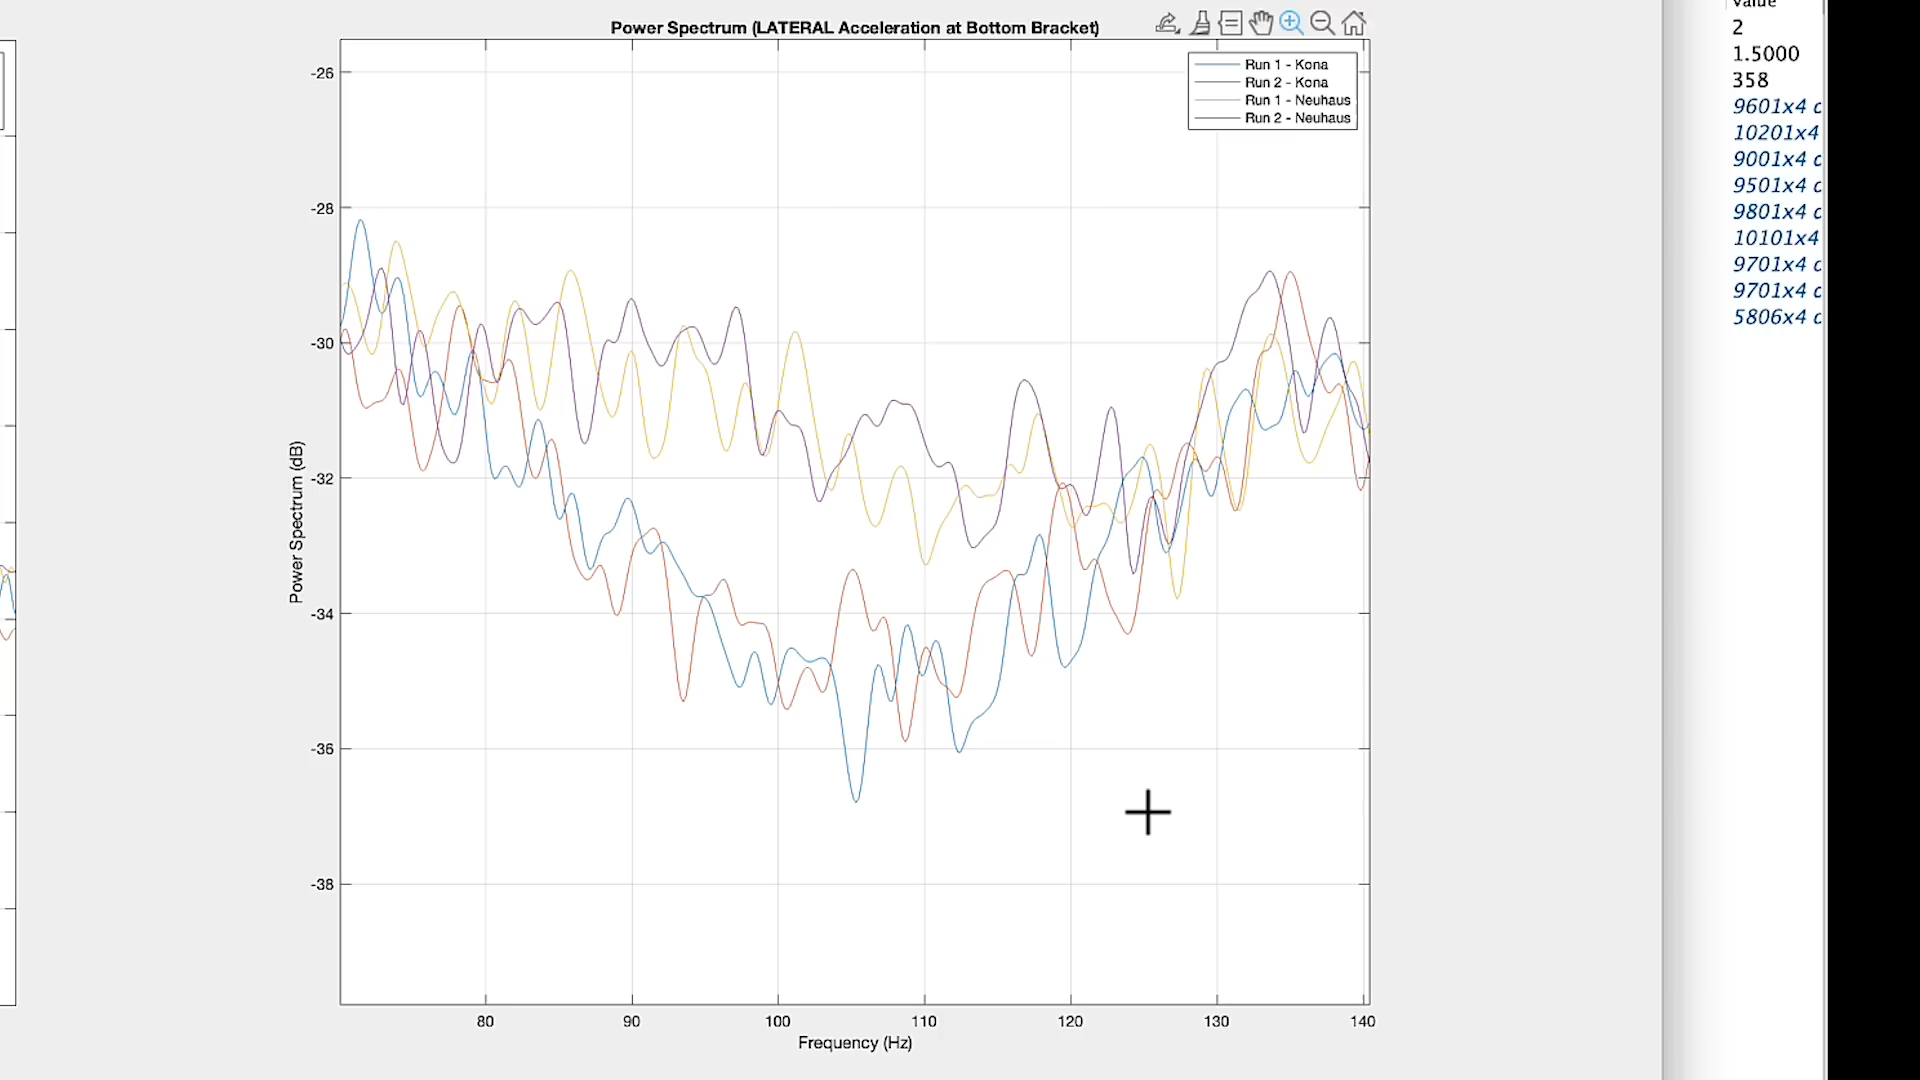 Power Spectrum (LATERAL Acceleration at Bottom Bracket)
Run 1 - Kona
Run 2 - Kona
Run 1 - Neuhaus
Run 2 - Neuhaus
-26
-28
-30
-32
-34
-36
-38
Power Spectrum (dB)
80 90 100 110 120 130 140
Frequency (Hz)
Value
2
1.5000
358
9601x4
10201x4
9001x4
9501x4
9801x4
10101x4
9701x4
9701x4
5806x4